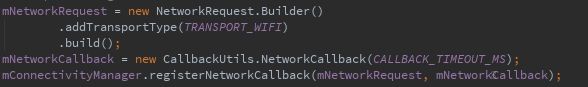 mNetworkRequest = new NetworkRequest.Builder()
.addTransportType(TRANSPORT_WIFI)
.build();
mNetworkCallback = new CallbackUtils.NetworkCallback(CALLBACK_TIMEOUT_MS);
mConnectivityManager.registerNetworkCallback(mNetworkRequest, mNetworkCallback);